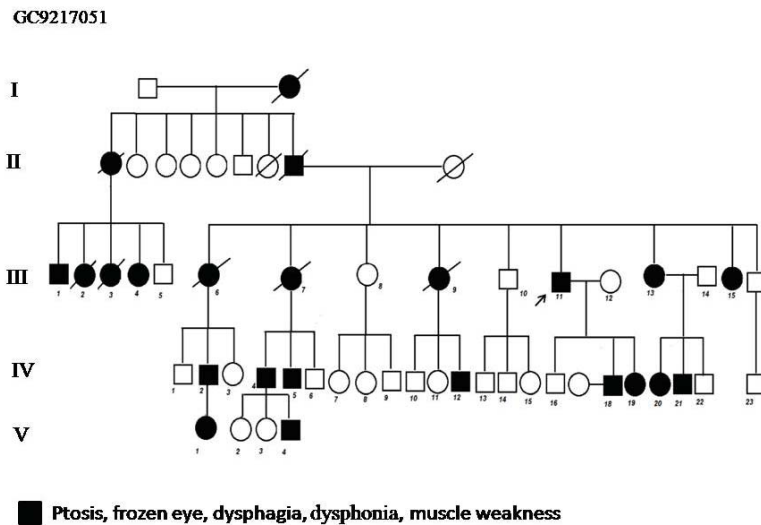 GC9217051
I
II
III
1 2 3 4 5 6 7 8 9 10 11 12 13 14 15
IV
1 2 3 4 5 6 7 8 9 10 11 12 13 14 15 16 18 19 20 21 22 23
V
1 2 3 4
Ptosis, frozen eye, dysphagia, dysphonia, muscle weakness